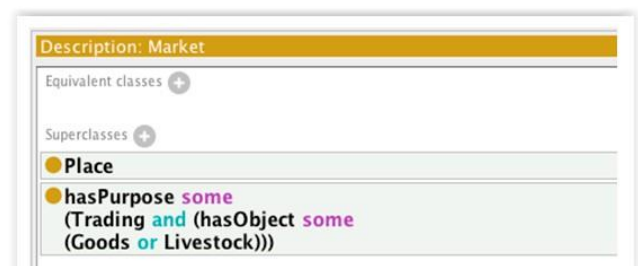 Description: Market
Equivalent classes
Superclasses
Place
hasPurpose some
(Trading and (hasObject some
(Goods or Livestock)))